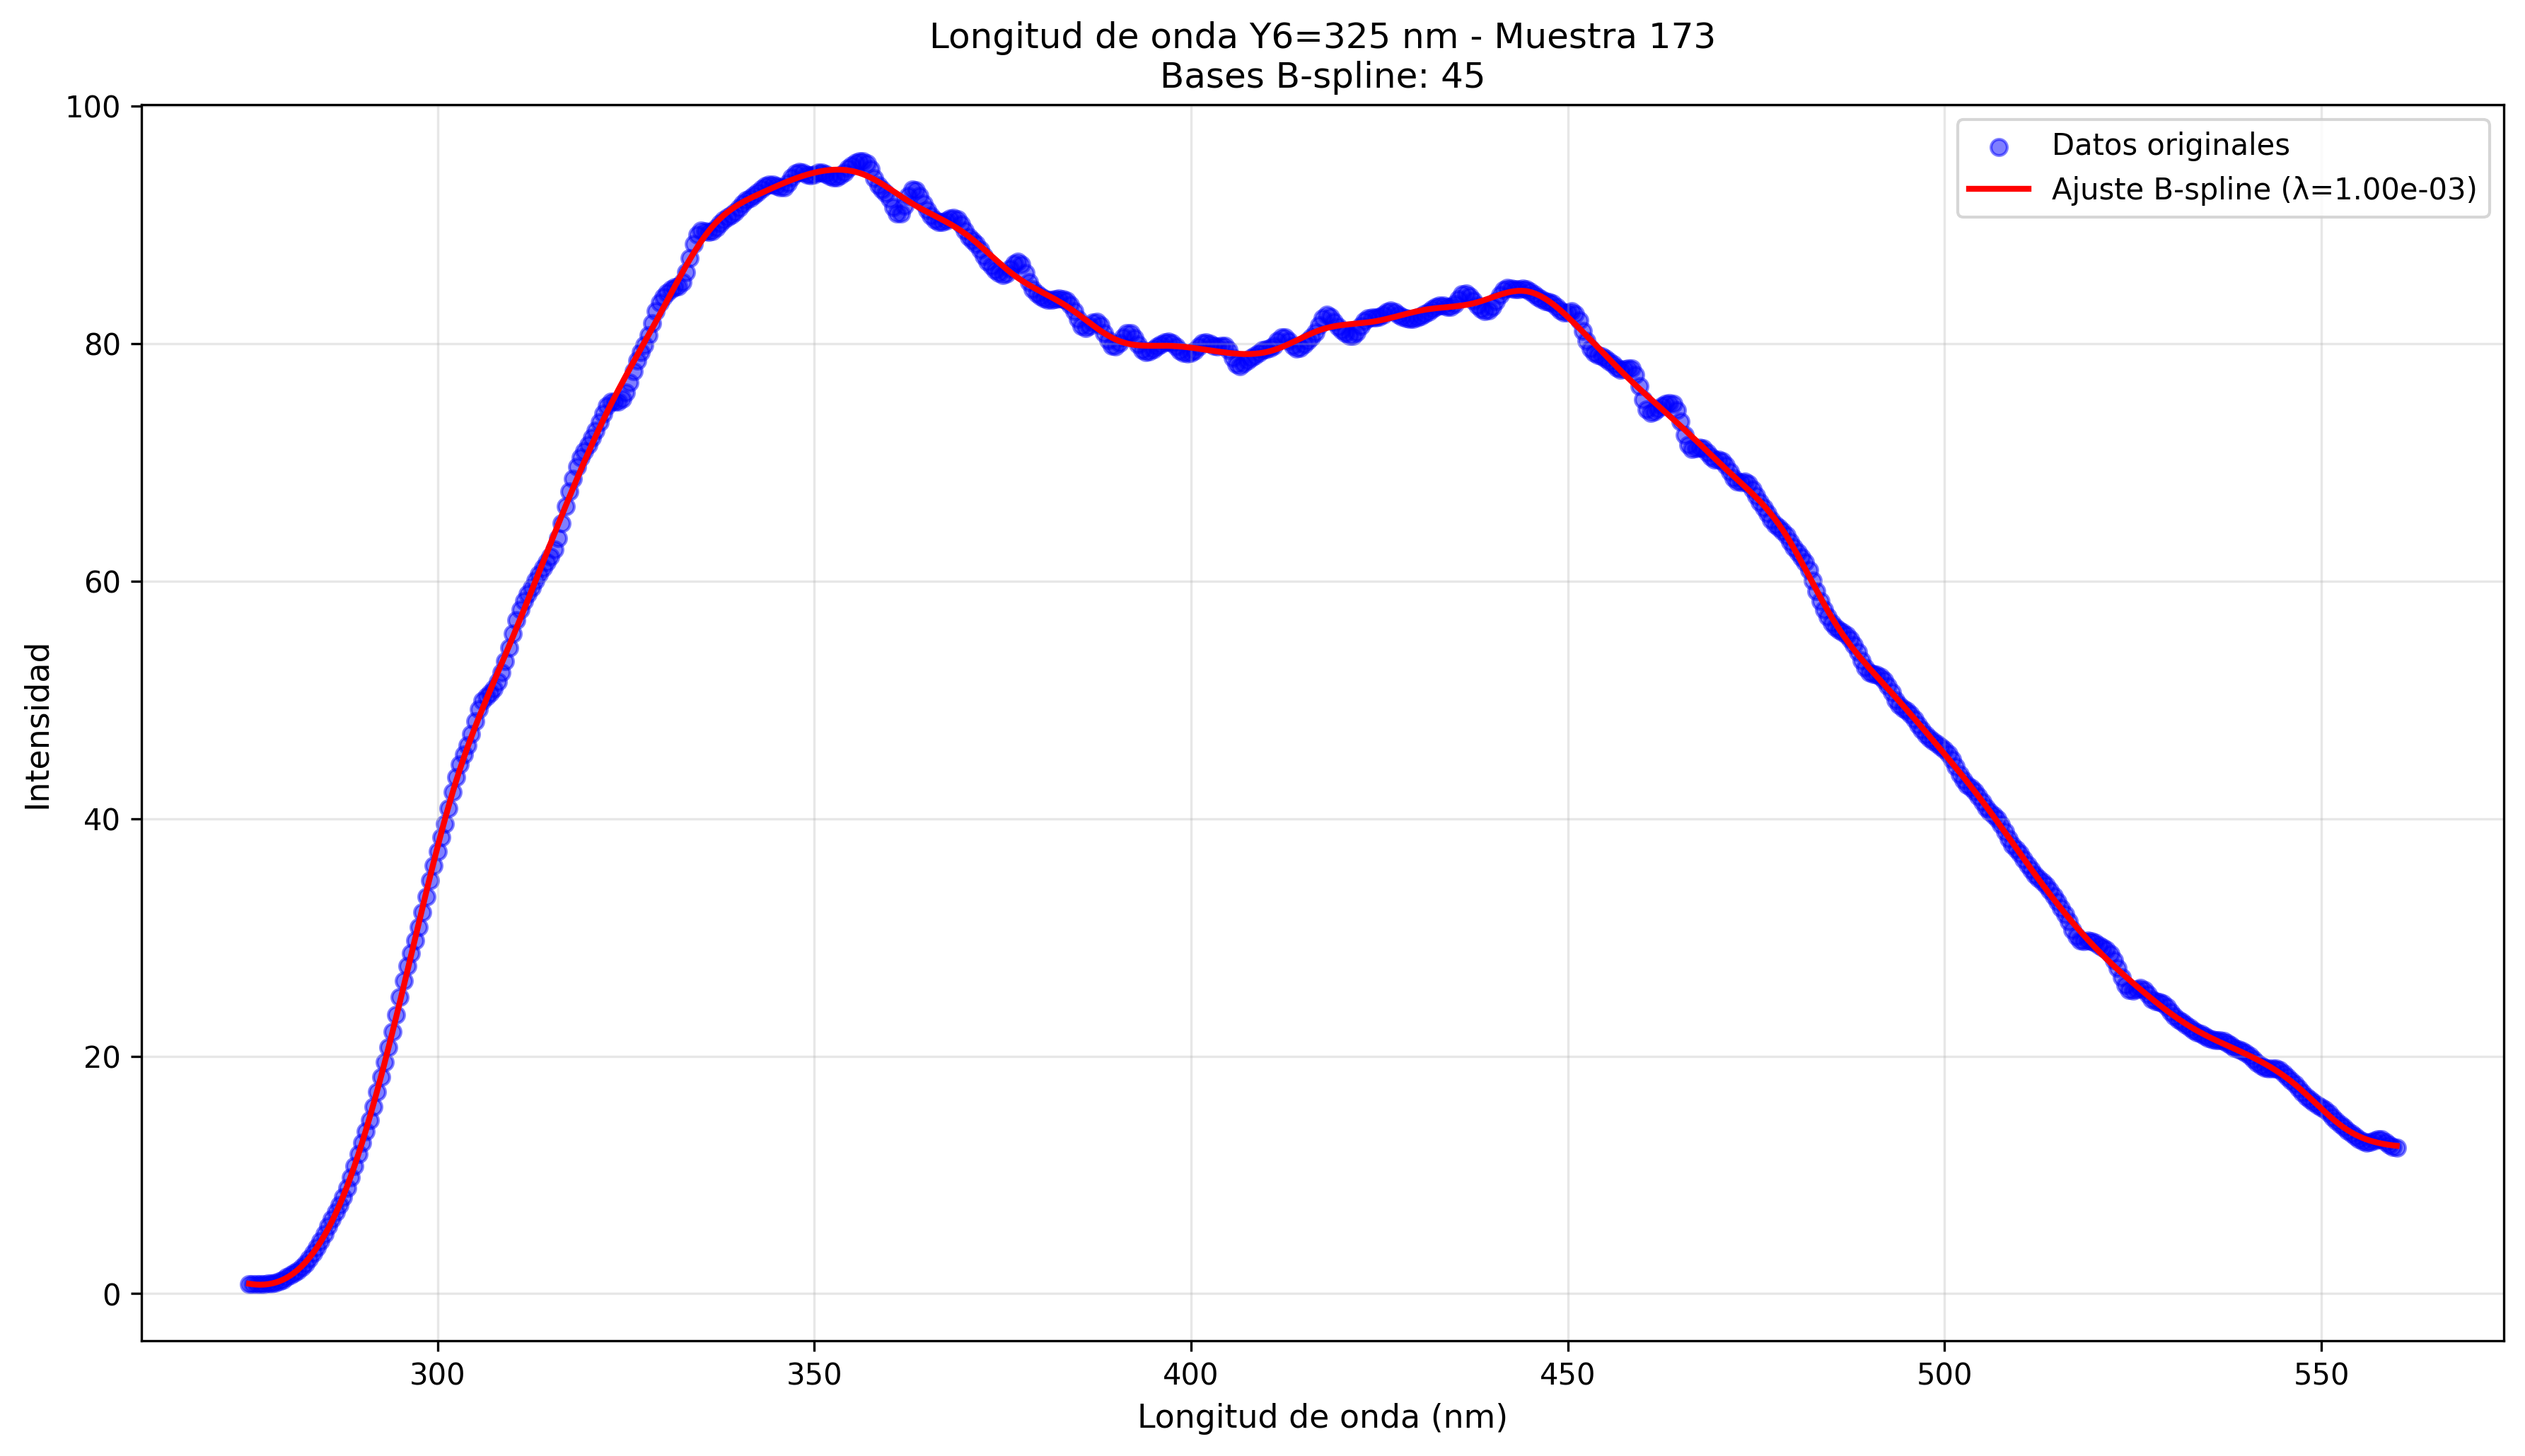 Longitud de onda Y6=325 nm - Muestra 173
Bases B-spline: 45
Datos originales
Ajuste B-spline (λ=1.00e-03)
Intensidad
100
80
60
40
20
0
300 350 400 450 500 550
Longitud de onda (nm)